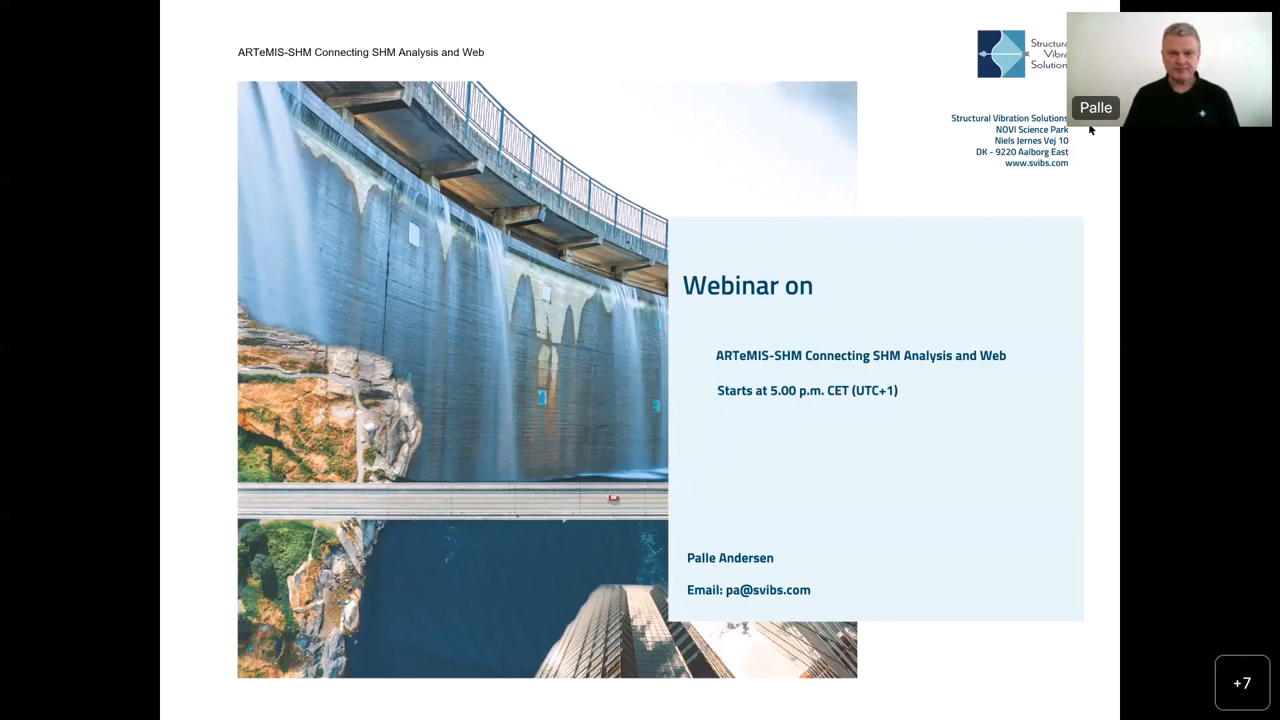 ARTeMIS-SHM Connecting SHM Analysis and Web
Solution
Palle
Structural Vibration Solutions
NOVI Science Park
Niels Jernes Vej 10
DK - 9220 Aalborg East
www.svibs.com
Webinar on
ARTeMIS-SHM Connecting SHM Analysis and Web
Starts at 5.00 p.m. CET (UTC+1)
Palle Andersen
Email: pa@svibs.com
+7